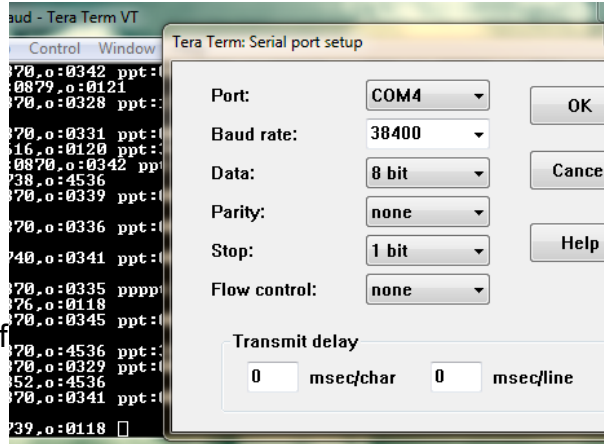 aud - Tera Term VT
Control Window
370,o:0342 ppt:
:0879,o:0121
370,o:0328 ppt:
370,o:0331 ppt:
516,o:0120 ppt:
:0870,o:0342 pp
738,o:4536
370,o:0339 ppt:
370,o:0336 ppt:
740,o:0341 ppt:
370,o:0335 pppp
376,o:0118
370,o:0345 ppt:
f
370,o:4536 ppt:
370,o:0329 ppt:
352,o:4536
370,o:0341 ppt:
739,o:0118
Tera Term: Serial port setup
Port: COM4
OK
Baud rate: 38400
Data: 8 bit
Cance
Parity: none
Stop: 1 bit
Help
Flow control: none
Transmit delay
0 msec/char 0 msec/line